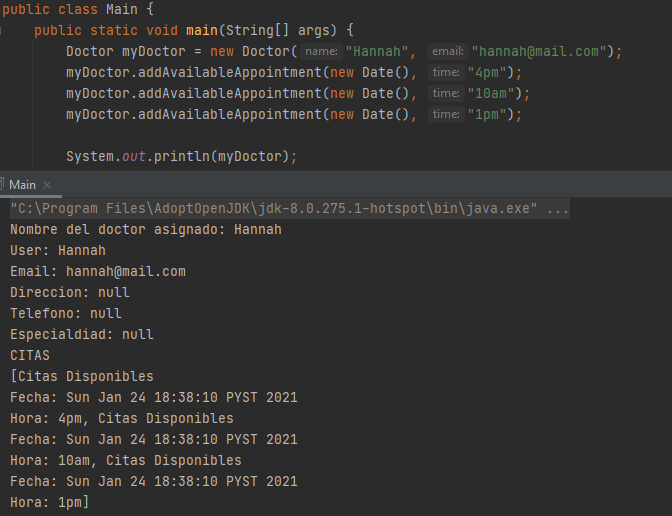 public class Main {
public static void main(String[] args) {
Doctor myDoctor = new Doctor( name: "Hannah", email: "hannah@mail.com");
myDoctor.addAvailableAppointment(new Date(), time: "4pm");
myDoctor.addAvailableAppointment(new Date(), time: "10am");
myDoctor.addAvailableAppointment(new Date(), time: "1pm");
System.out.println(myDoctor);
Main ×
"C:\Program Files\AdoptOpenJDK\jdk-8.0.275.1-hotspot\bin\java.exe" ...
Nombre del doctor asignado: Hannah
User: Hannah
Email: hannah@mail.com
Direccion: null
Telefono: null
Especialdiad: null
CITAS
[Citas Disponibles
Fecha: Sun Jan 24 18:38:10 PYST 2021
Hora: 4pm, Citas Disponibles
Fecha: Sun Jan 24 18:38:10 PYST 2021
Hora: 10am, Citas Disponibles
Fecha: Sun Jan 24 18:38:10 PYST 2021
Hora: 1pm]